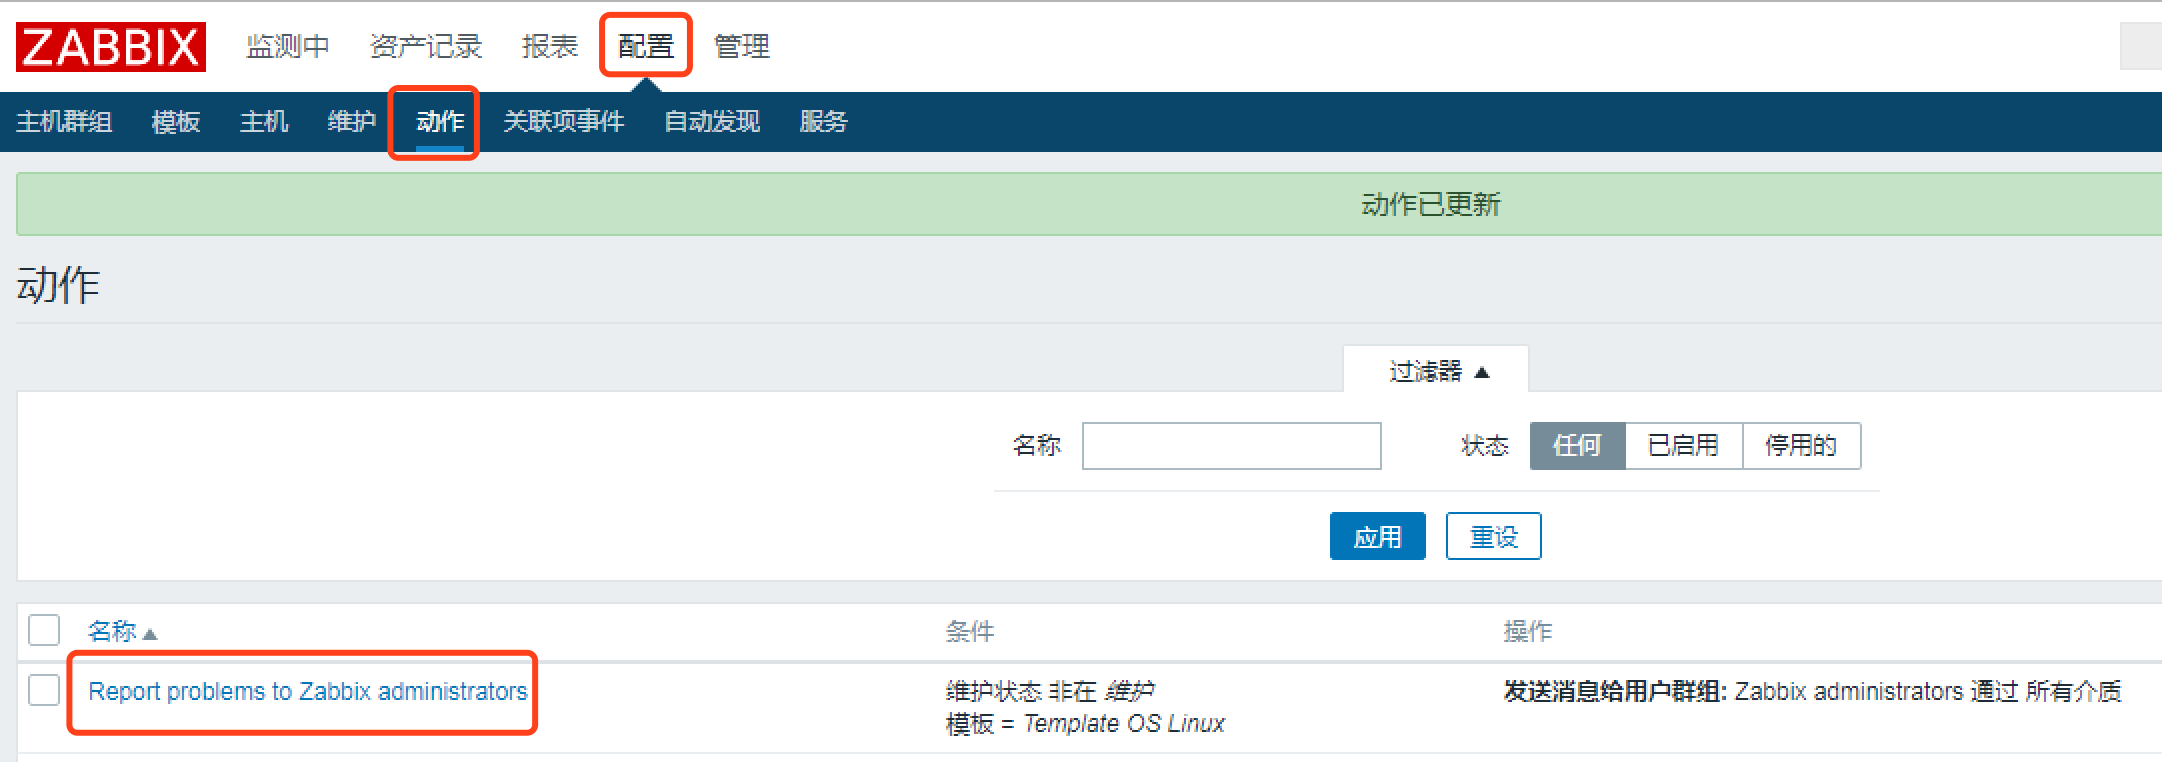 ZABBIX 监测中 资产记录 报表 配置 管理
主机群组 模板 主机 维护 动作 关联项事件 自动发现 服务
动作已更新
动作
过滤器 ▲
名称 状态 任何 已启用 停用的
应用 重设
名称 ▲ 条件 操作
Report problems to Zabbix administrators 维护状态 非在 维护 发送消息给用户群组: Zabbix administrators 通过 所有介质
模板 = Template OS Linux